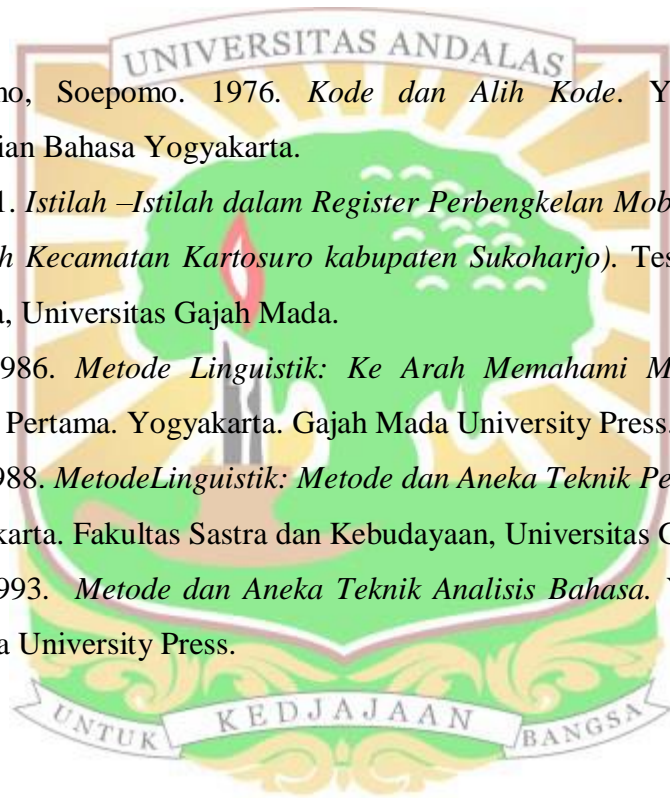 UNIVERSITAS ANDALAS
no, Soepomo. 1976. Kode dan Alih Kode. Y
ian Bahasa Yogyakarta.
1. Istilah –Istilah dalam Register Perbengkelan Mob
h Kecamatan Kartosuro kabupaten Sukoharjo). Tes
a, Universitas Gajah Mada.
986. Metode Linguistik: Ke Arah Memahami M
Pertama. Yogyakarta. Gajah Mada University Press.
988. MetodeLinguistik: Metode dan Aneka Teknik Pe
karta. Fakultas Sastra dan Kebudayaan, Universitas G
993. Metode dan Aneka Teknik Analisis Bahasa. Y
a University Press.
UNTUK KEDJAJAAN BANGSA